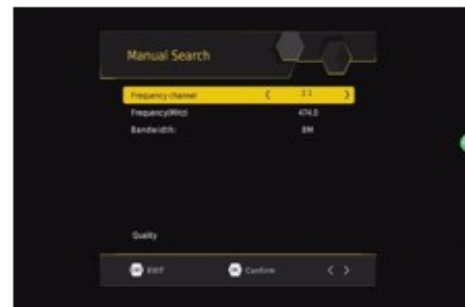 Manual Search
Frequency channel 21
Frequency(MHz) 474.0
Bandwidth: 8M
Quality
EXIT Confirm